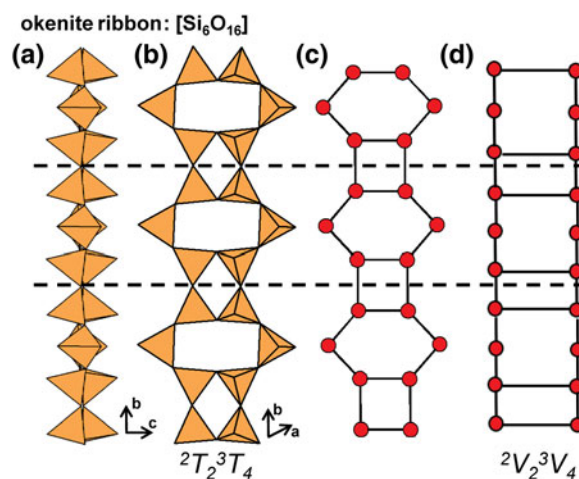 okenite ribbon: [Si₆O₁₆]
(a) (b) (c) (d)
b
c
b
a
²T₂³T₄ ²V₂³V₄